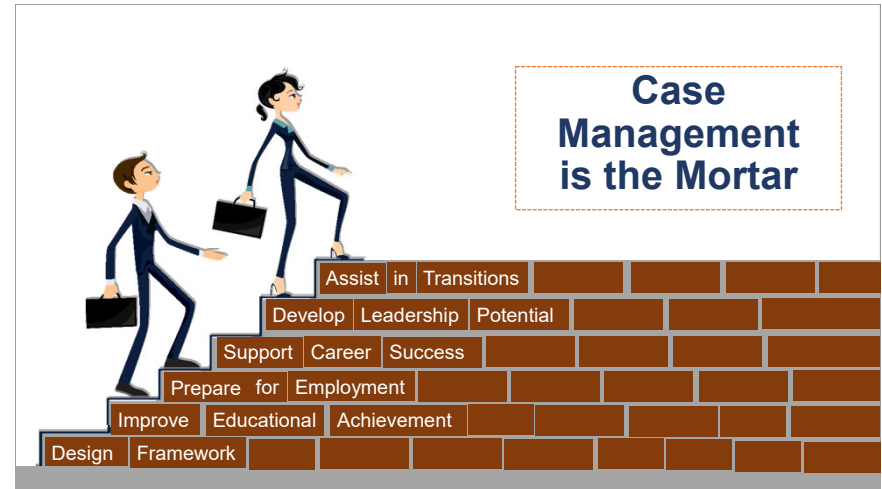 Case
Management
is the Mortar
Assist in Transitions
Develop Leadership Potential
Support Career Success
Prepare for Employment
Improve Educational Achievement
Design Framework